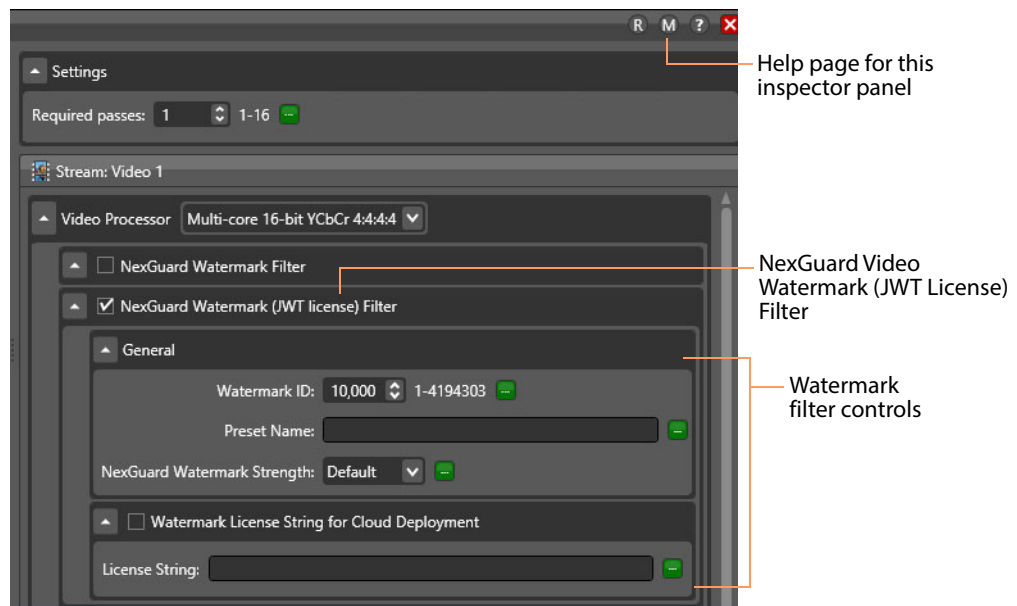 R M ?
Help page for this
inspector panel
Settings
Required passes: 1 1-16
Stream: Video 1
Video Processor Multi-core 16-bit YCbCr 4:4:4:4
NexGuard Watermark Filter
NexGuard Video
Watermark (JWT License)
Filter
NexGuard Watermark (JWT license) Filter
General
Watermark ID: 10,000 1-4194303
Watermark
filter controls
Preset Name:
NexGuard Watermark Strength: Default
Watermark License String for Cloud Deployment
License String: